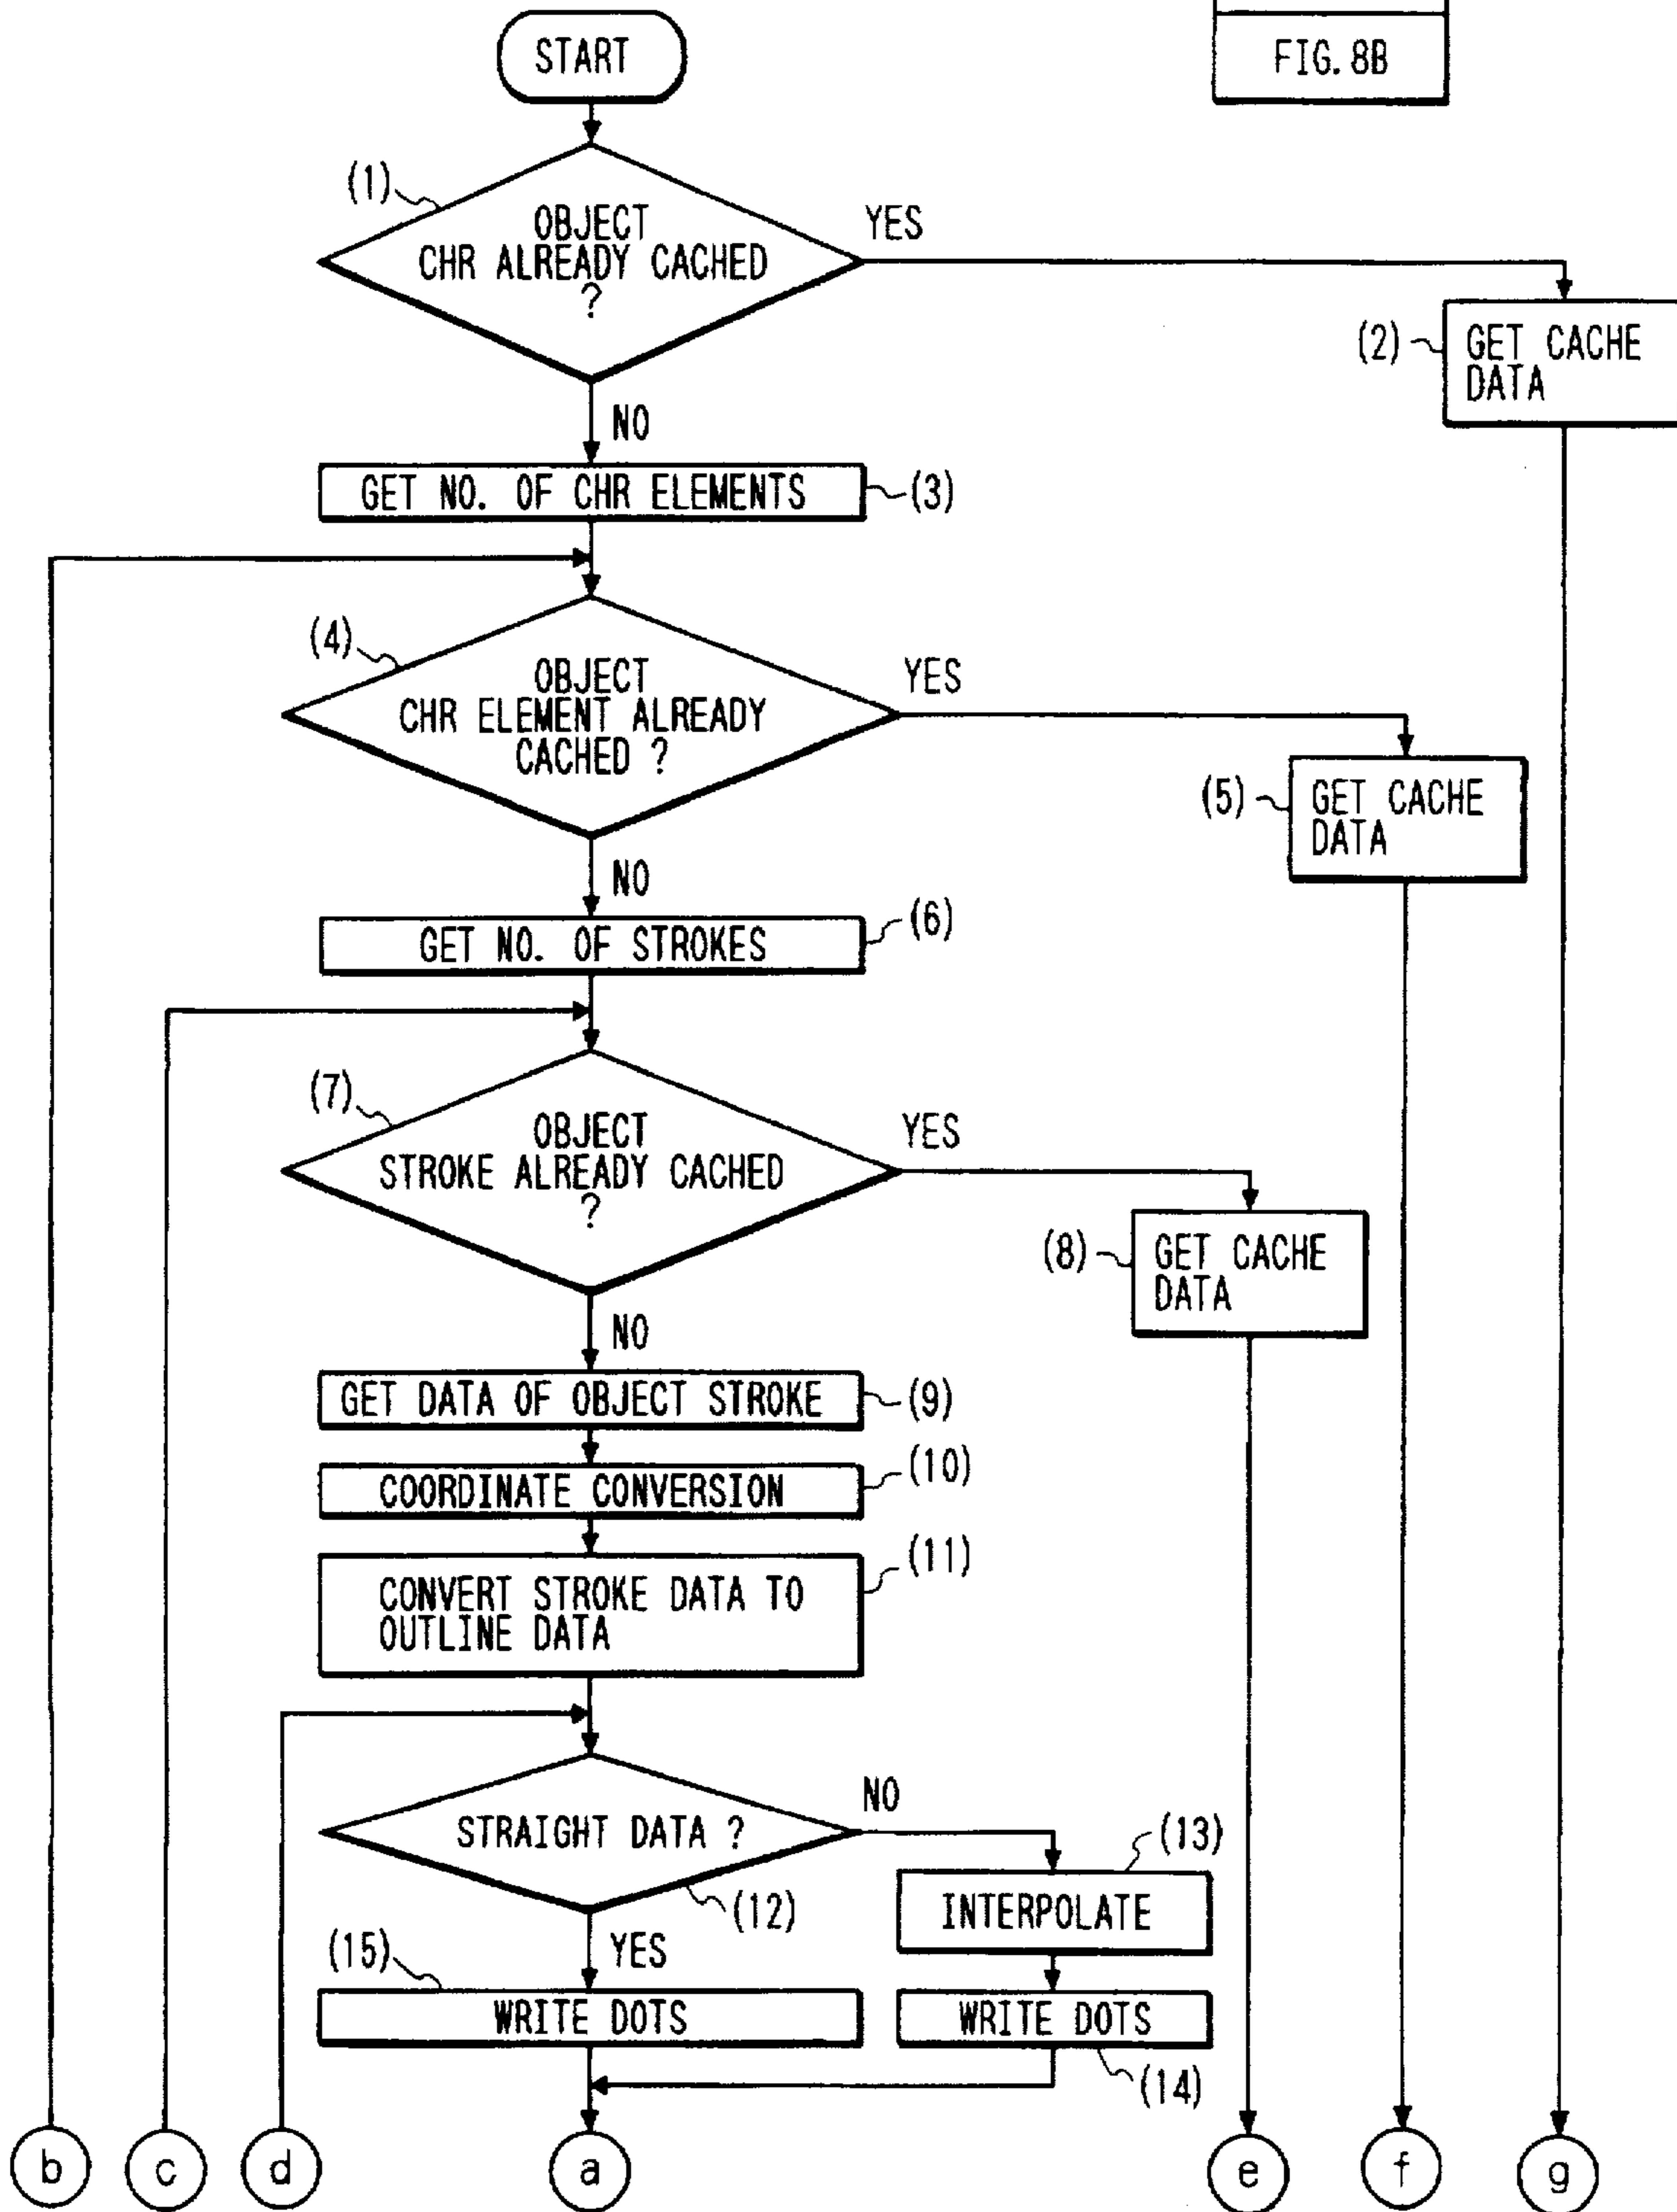 FIG. 8B
START
(1)
OBJECT
CHR ALREADY CACHED
?
YES
(2)
GET CACHE
DATA
NO
GET NO. OF CHR ELEMENTS
(3)
(4)
OBJECT
CHR ELEMENT ALREADY
CACHED ?
YES
(5)
GET CACHE
DATA
NO
GET NO. OF STROKES
(6)
(7)
OBJECT
STROKE ALREADY CACHED
?
YES
(8)
GET CACHE
DATA
NO
GET DATA OF OBJECT STROKE
(9)
COORDINATE CONVERSION
(10)
CONVERT STROKE DATA TO
OUTLINE DATA
(11)
STRAIGHT DATA ?
(12)
NO
(13)
INTERPOLATE
YES
(15)
WRITE DOTS
WRITE DOTS
(14)
b
c
d
a
e
f
g